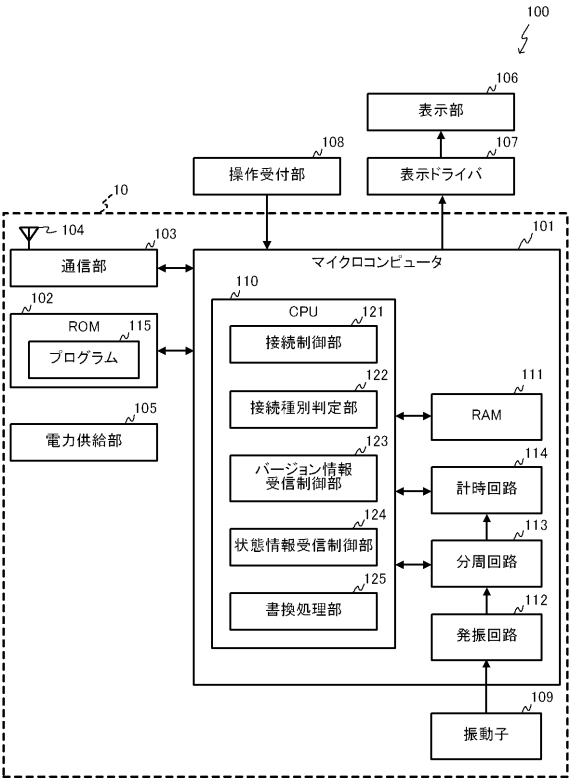 100
106
表示部
107
表示ドライバ
108
操作受付部
10
104
103
通信部
101
マイクロコンピュータ
102
ROM
115
プログラム
110
CPU
121
接続制御部
122
接続種別判定部
111
RAM
105
電力供給部
123
バージョン情報
受信制御部
114
計時回路
124
状態情報受信制御部
113
分周回路
125
書換処理部
112
発振回路
109
振動子